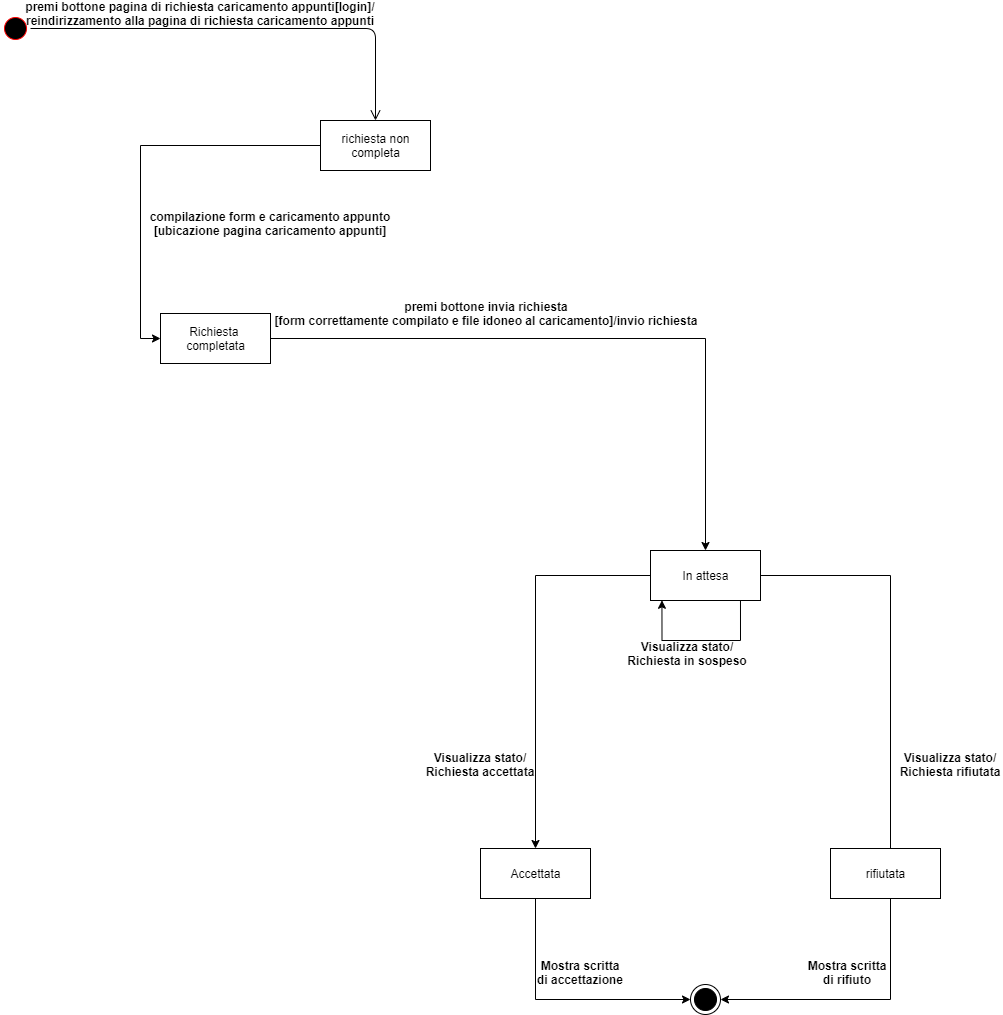 premi bottone pagina di richiesta caricamento appunti[login]/
reindirizzamento alla pagina di richiesta caricamento appunti
richiesta non
completa
compilazione form e caricamento appunto
[ubicazione pagina caricamento appunti]
premi bottone invia richiesta
[form correttamente compilato e file idoneo al caricamento]/invio richiesta
Richiesta
completata
In attesa
Visualizza stato/
Richiesta in sospeso
Visualizza stato/
Richiesta accettata
Visualizza stato/
Richiesta rifiutata
Accettata
rifiutata
Mostra scritta
di accettazione
Mostra scritta
di rifiuto